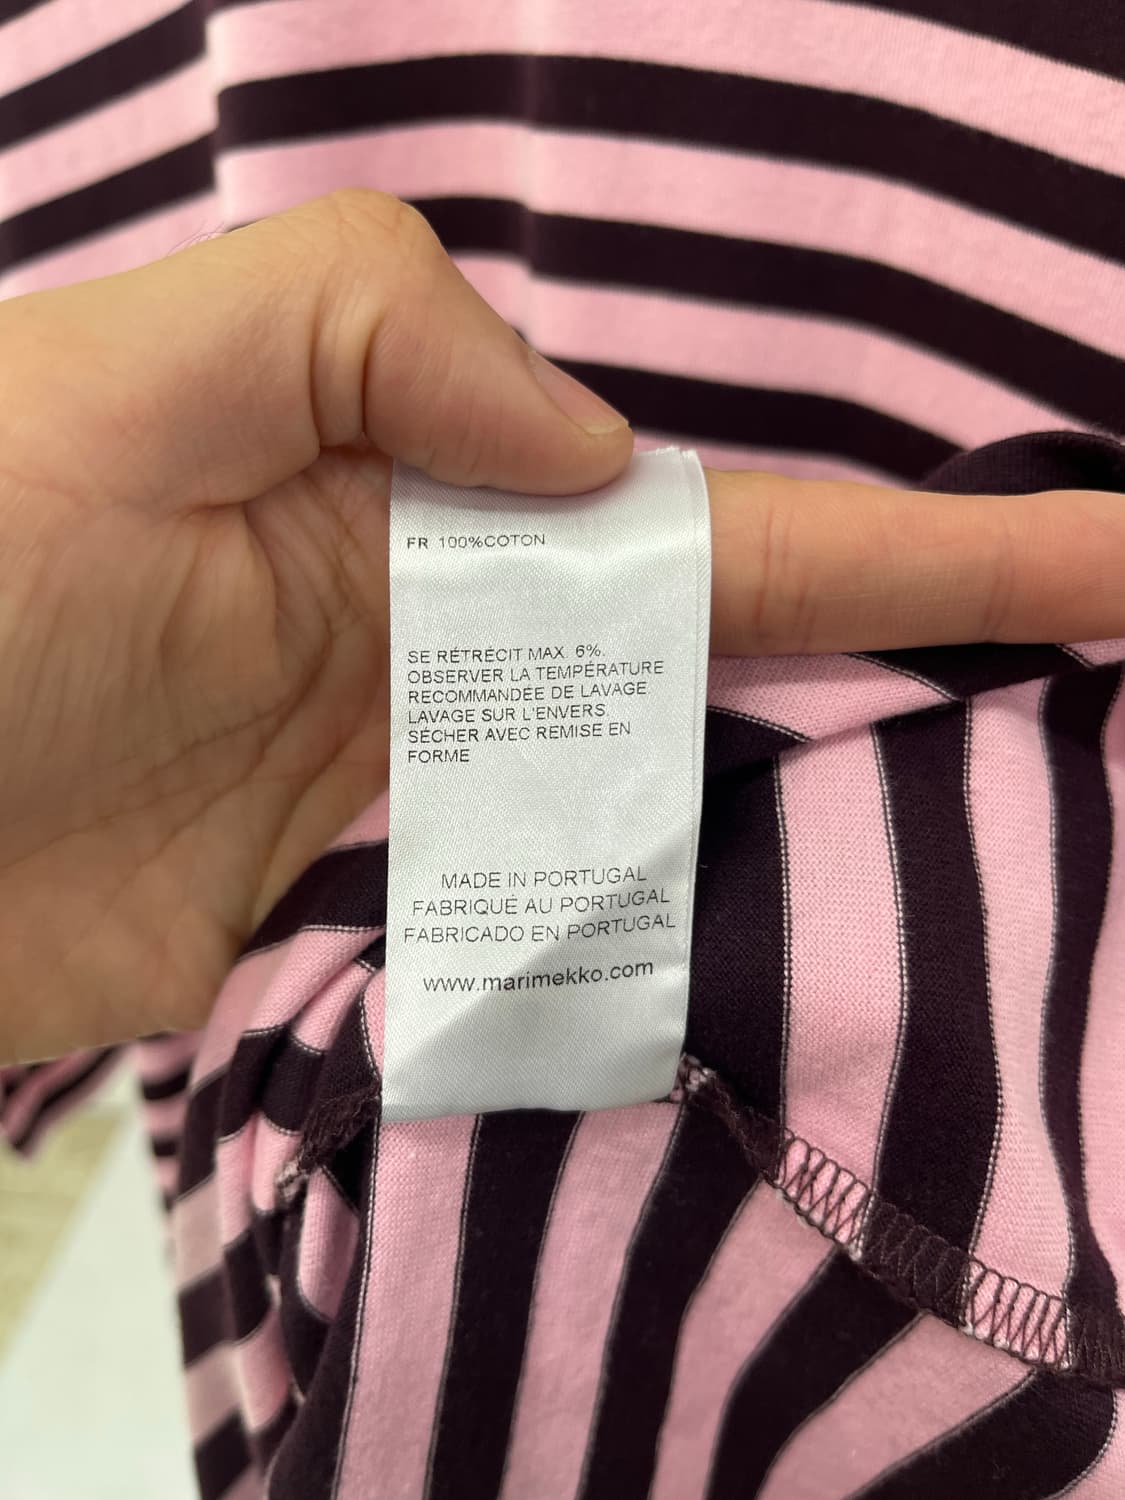 FR 100%COTON
SE RÉTRÉCIT MAX. 6%.
OBSERVER LA TEMPÉRATURE
RECOMMANDÉE DE LAVAGE
LAVAGE SUR L'ENVERS.
SÉCHER AVEC REMISE EN
FORME
MADE IN PORTUGAL
FABRIQUÉ AU PORTUGAL
FABRICADO EN PORTUGAL
www.marimekko.com